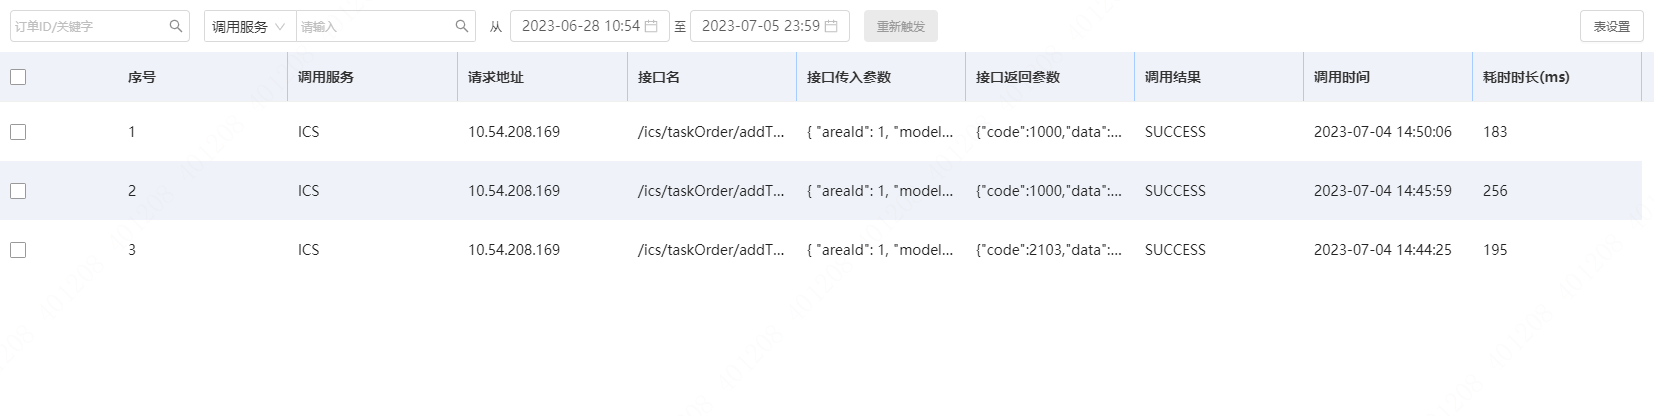 订单ID/关键字 调用服务 请输入 从 2023-06-28 10:54 至 2023-07-05 23:59 重新触发 表设置
序号 调用服务 请求地址 接口名 接口传入参数 接口返回参数 调用结果 调用时间 耗时时长(ms)
1 ICS 10.54.208.169 /ics/taskOrder/addT... { "areaId": 1, "model... {"code":1000,"data":... SUCCESS 2023-07-04 14:50:06 183
2 ICS 10.54.208.169 /ics/taskOrder/addT... { "areaId": 1, "model... {"code":1000,"data":... SUCCESS 2023-07-04 14:45:59 256
3 ICS 10.54.208.169 /ics/taskOrder/addT... { "areaId": 1, "model... {"code":2103,"data":... SUCCESS 2023-07-04 14:44:25 195